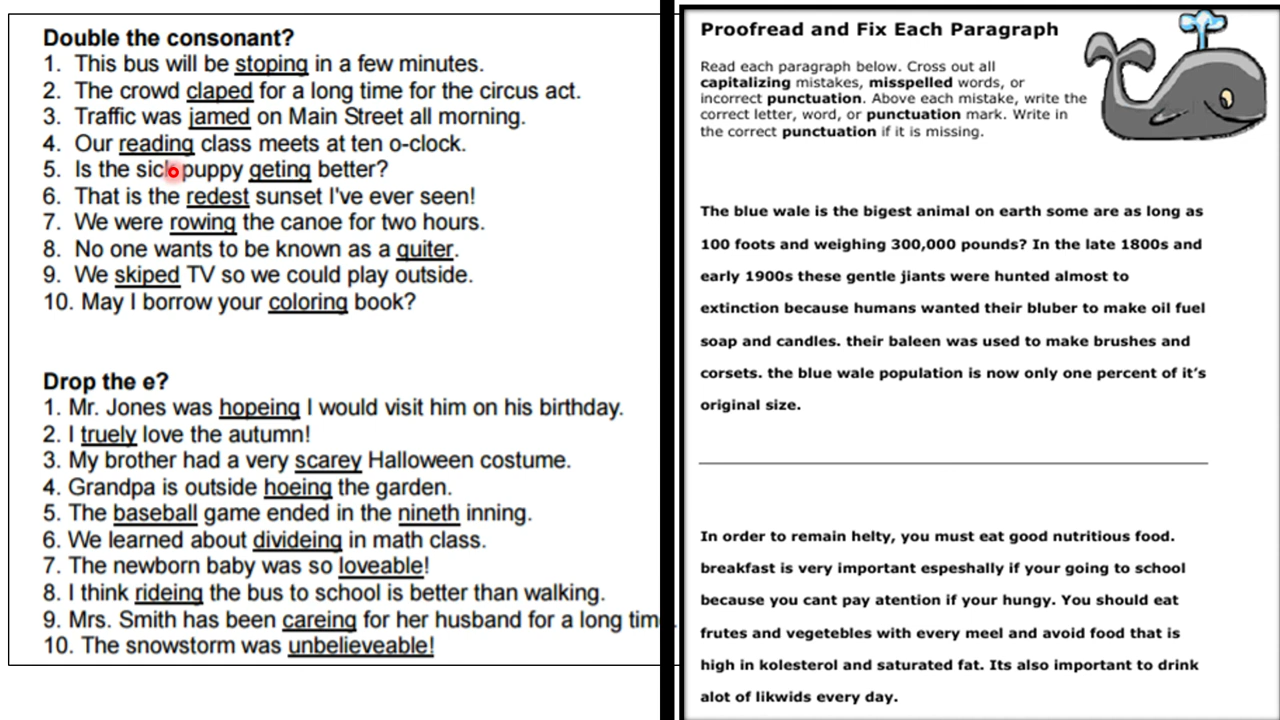 Double the consonant?
1. This bus will be stoping in a few minutes.
2. The crowd claped for a long time for the circus act.
3. Traffic was jamed on Main Street all morning.
4. Our reading class meets at ten o-clock.
5. Is the sick puppy geting better?
6. That is the redest sunset I've ever seen!
7. We were rowing the canoe for two hours.
8. No one wants to be known as a quiter.
9. We skiped TV so we could play outside.
10. May I borrow your coloring book?
Drop the e?
1. Mr. Jones was hopeing I would visit him on his birthday.
2. I truely love the autumn!
3. My brother had a very scarey Halloween costume.
4. Grandpa is outside hoeing the garden.
5. The baseball game ended in the nineth inning.
6. We learned about divideing in math class.
7. The newborn baby was so loveable!
8. I think rideing the bus to school is better than walking.
9. Mrs. Smith has been careing for her husband for a long tim
10. The snowstorm was unbelieveable!
Proofread and Fix Each Paragraph
Read each paragraph below. Cross out all
capitalizing mistakes, misspelled words, or
incorrect punctuation. Above each mistake, write the
correct letter, word, or punctuation mark. Write in
the correct punctuation if it is missing.
The blue wale is the bigest animal on earth some are as long as
100 foots and weighing 300,000 pounds? In the late 1800s and
early 1900s these gentle jiants were hunted almost to
extinction because humans wanted their bluber to make oil fuel
soap and candles. their baleen was used to make brushes and
corsets. the blue wale population is now only one percent of it’s
original size.
In order to remain helty, you must eat good nutritious food.
breakfast is very important espeshally if your going to school
because you cant pay atention if your hungy. You should eat
frutes and vegetebles with every meel and avoid food that is
high in kolesterol and saturated fat. Its also important to drink
alot of likwids every day.